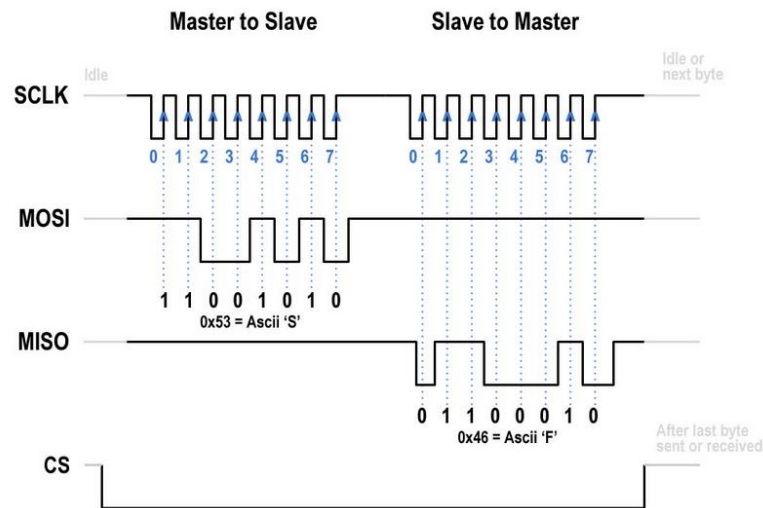 Master to Slave
Slave to Master
Idle
Idle or
next byte
SCLK
0 1 2 3 4 5 6 7
0 1 2 3 4 5 6 7
MOSI
1 1 0 0 1 0 1 0
0x53 = Ascii ‘S’
MISO
0 1 1 0 0 0 1 0
0x46 = Ascii ‘F’
After last byte
sent or received
CS